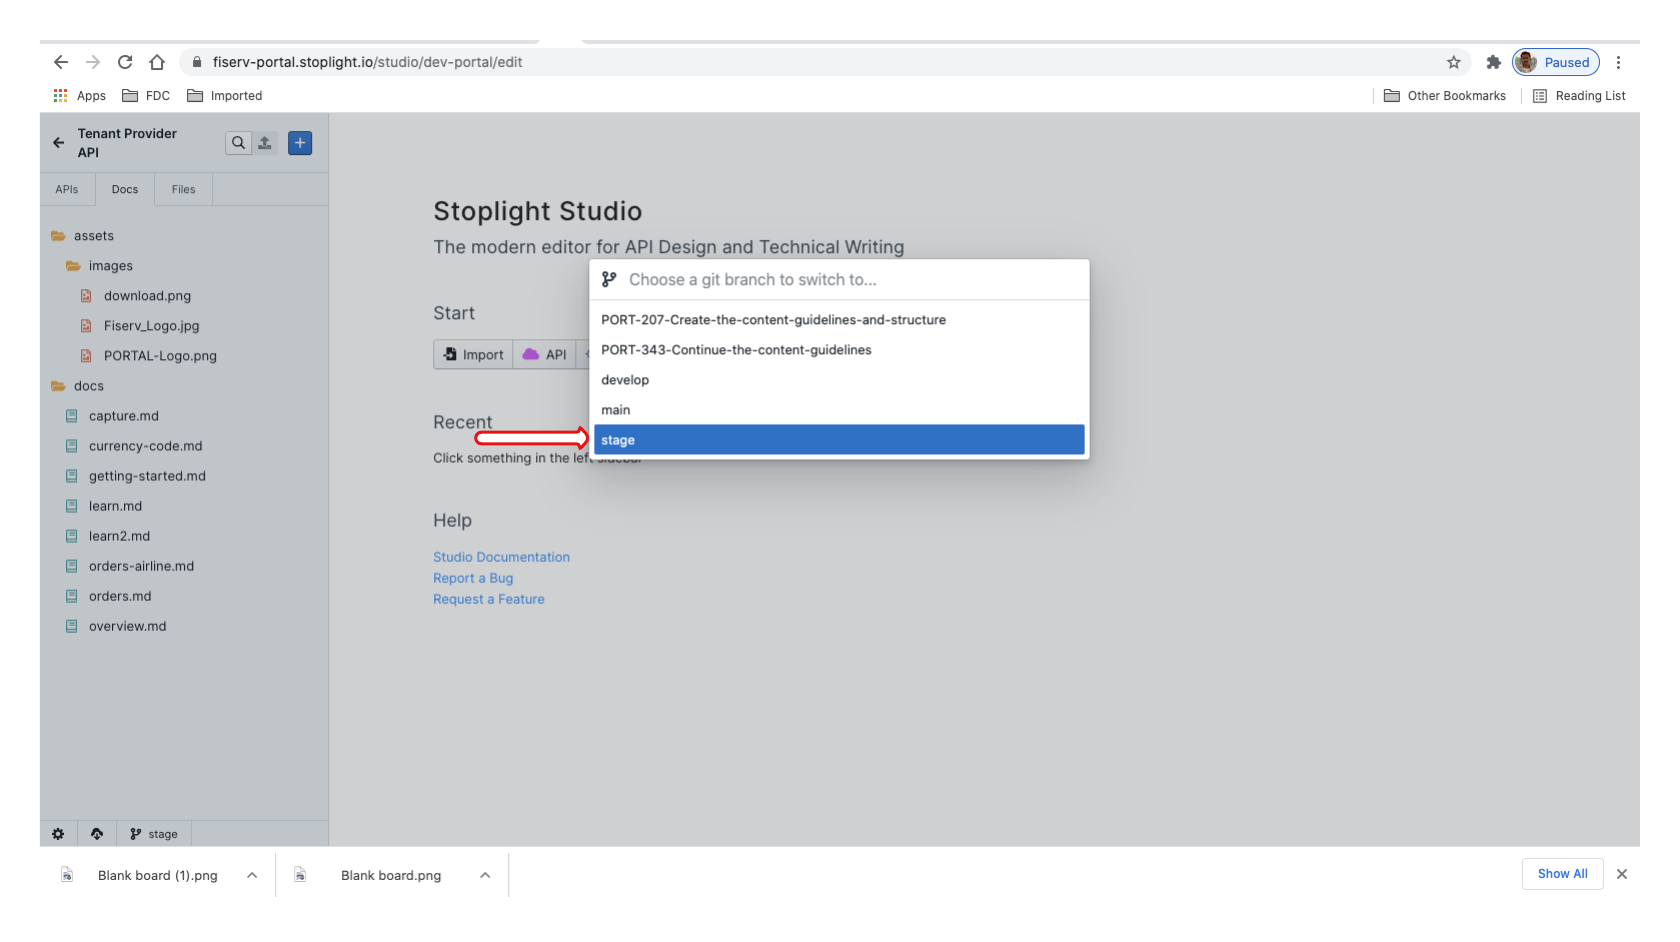 fiserv-portal.stoplight.io/studio/dev-portal/edit
Paused
Apps
FDC
Imported
Other Bookmarks
Reading List
Tenant Provider
API
APIs
Docs
Files
assets
images
download.png
Fiserv_Logo.jpg
PORTAL-Logo.png
docs
capture.md
currency-code.md
getting-started.md
learn.md
learn2.md
orders-airline.md
orders.md
overview.md
stage
Stoplight Studio
The modern editor for API Design and Technical Writing
Start
Import
API
Recent
Click something in the left sidebar
Help
Studio Documentation
Report a Bug
Request a Feature
Choose a git branch to switch to...
PORT-207-Create-the-content-guidelines-and-structure
PORT-343-Continue-the-content-guidelines
develop
main
stage
Blank board (1).png
Blank board.png
Show All